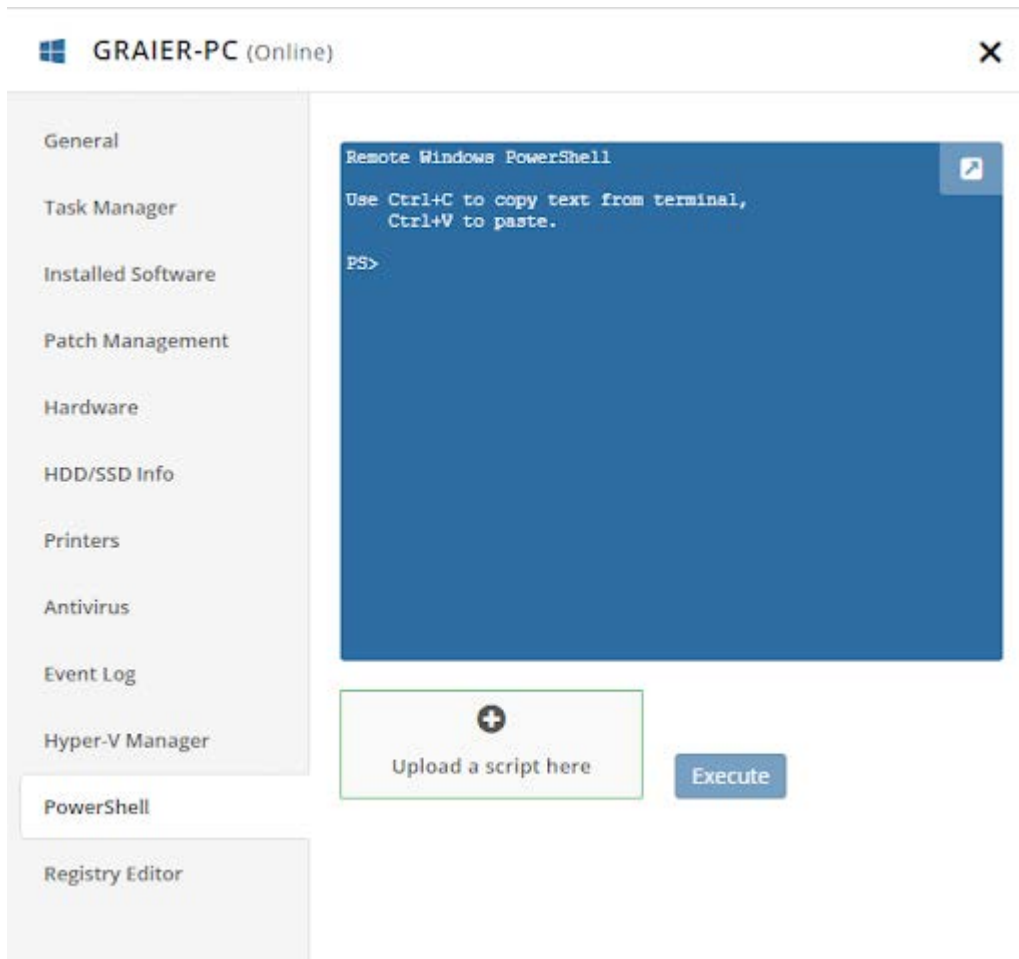 GRAIER-PC (Online)
General
Task Manager
Installed Software
Patch Management
Hardware
HDD/SSD Info
Printers
Antivirus
Event Log
Hyper-V Manager
PowerShell
Registry Editor
Remote Windows PowerShell
Use Ctrl+C to copy text from terminal,
Ctrl+V to paste.
PS>
Upload a script here
Execute